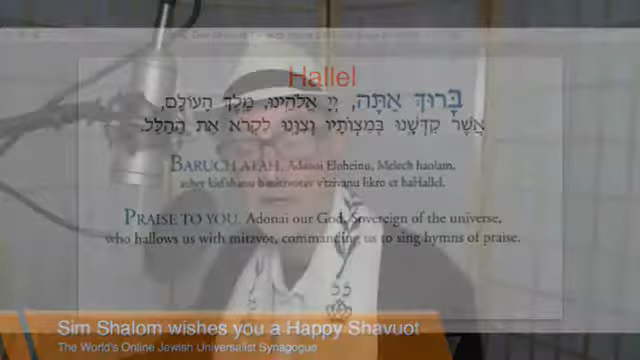 Hallel
בָּרוּךְ אַתָּה, יְיָ אֱלֹהֵינוּ, מֶלֶךְ הָעוֹלָם,
אֲשֶׁר קִדְּשָׁנוּ בְּמִצְוֹתָיו וְצִוָּנוּ לִקְרֹא אֶת הַהַלֵּל.
BARUCH ATAH, Adonai Eloheinu, Melech haolam,
asher kid'shanu b'mitzvotav v'tzivanu likro et haHallel.
PRAISE TO YOU, Adonai our God, Sovereign of the universe,
who hallows us with mitzvot, commanding us to sing hymns of praise.
Sim Shalom wishes you a Happy Shavuot
The World's Online Jewish Universalist Synagogue